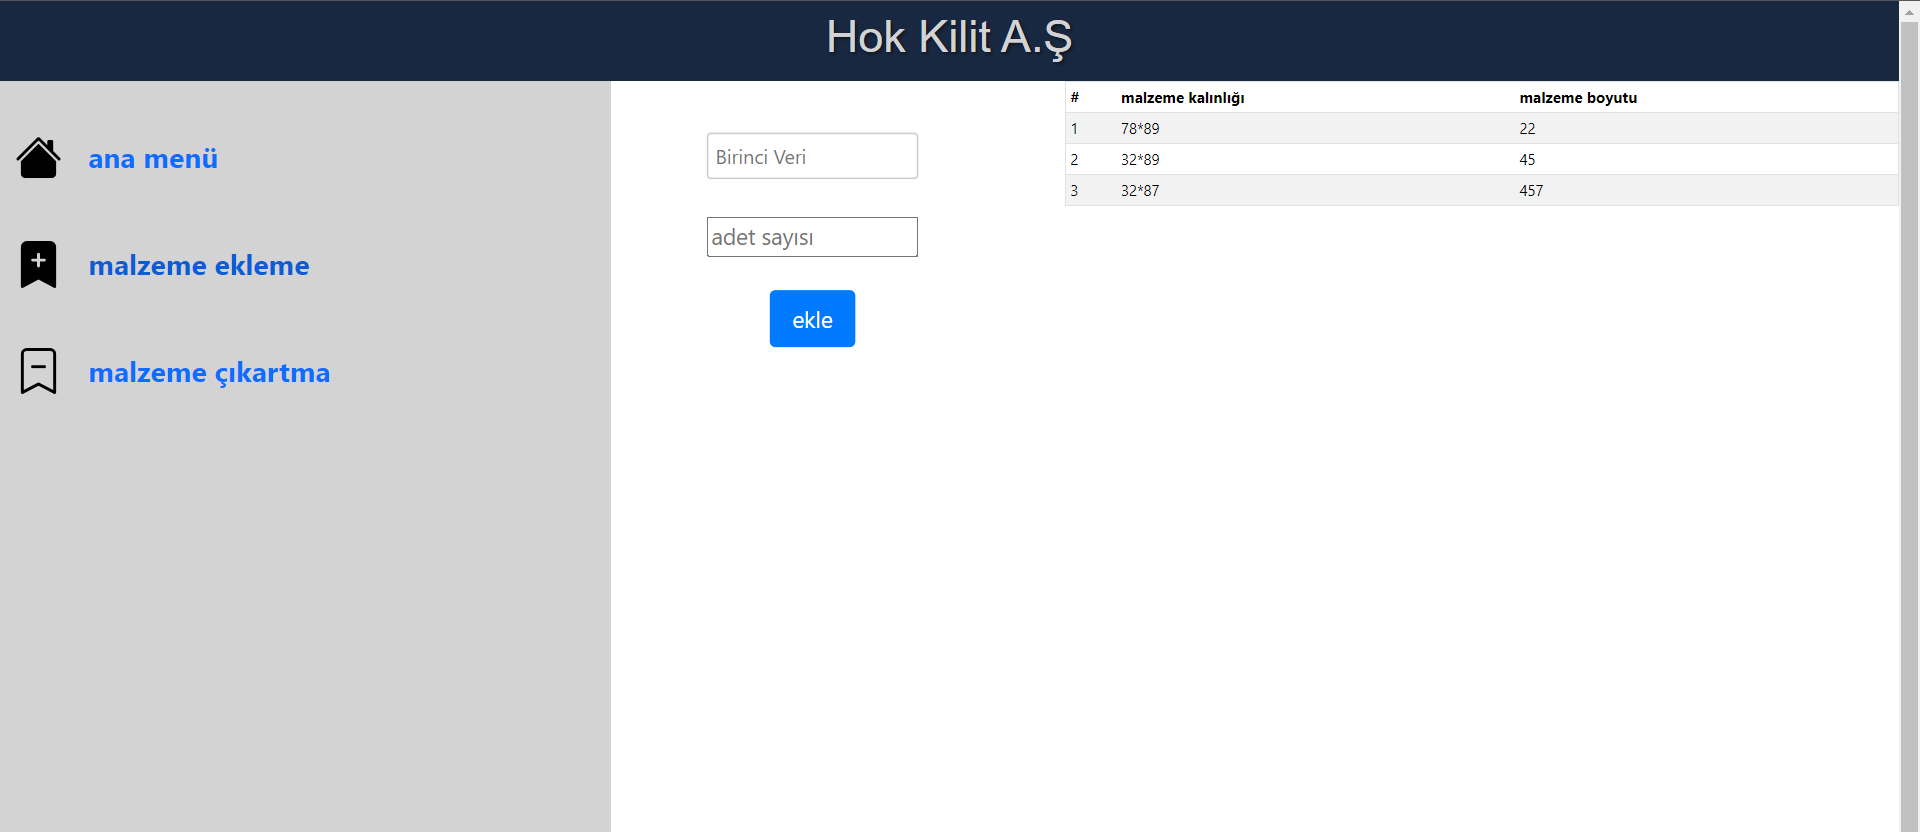 Hok Kilit A.Ş
ana menü
malzeme ekleme
malzeme çıkartma
Birinci Veri
adet sayısı
ekle
# malzeme kalınlığı malzeme boyutu
1 78*89 22
2 32*89 45
3 32*87 457